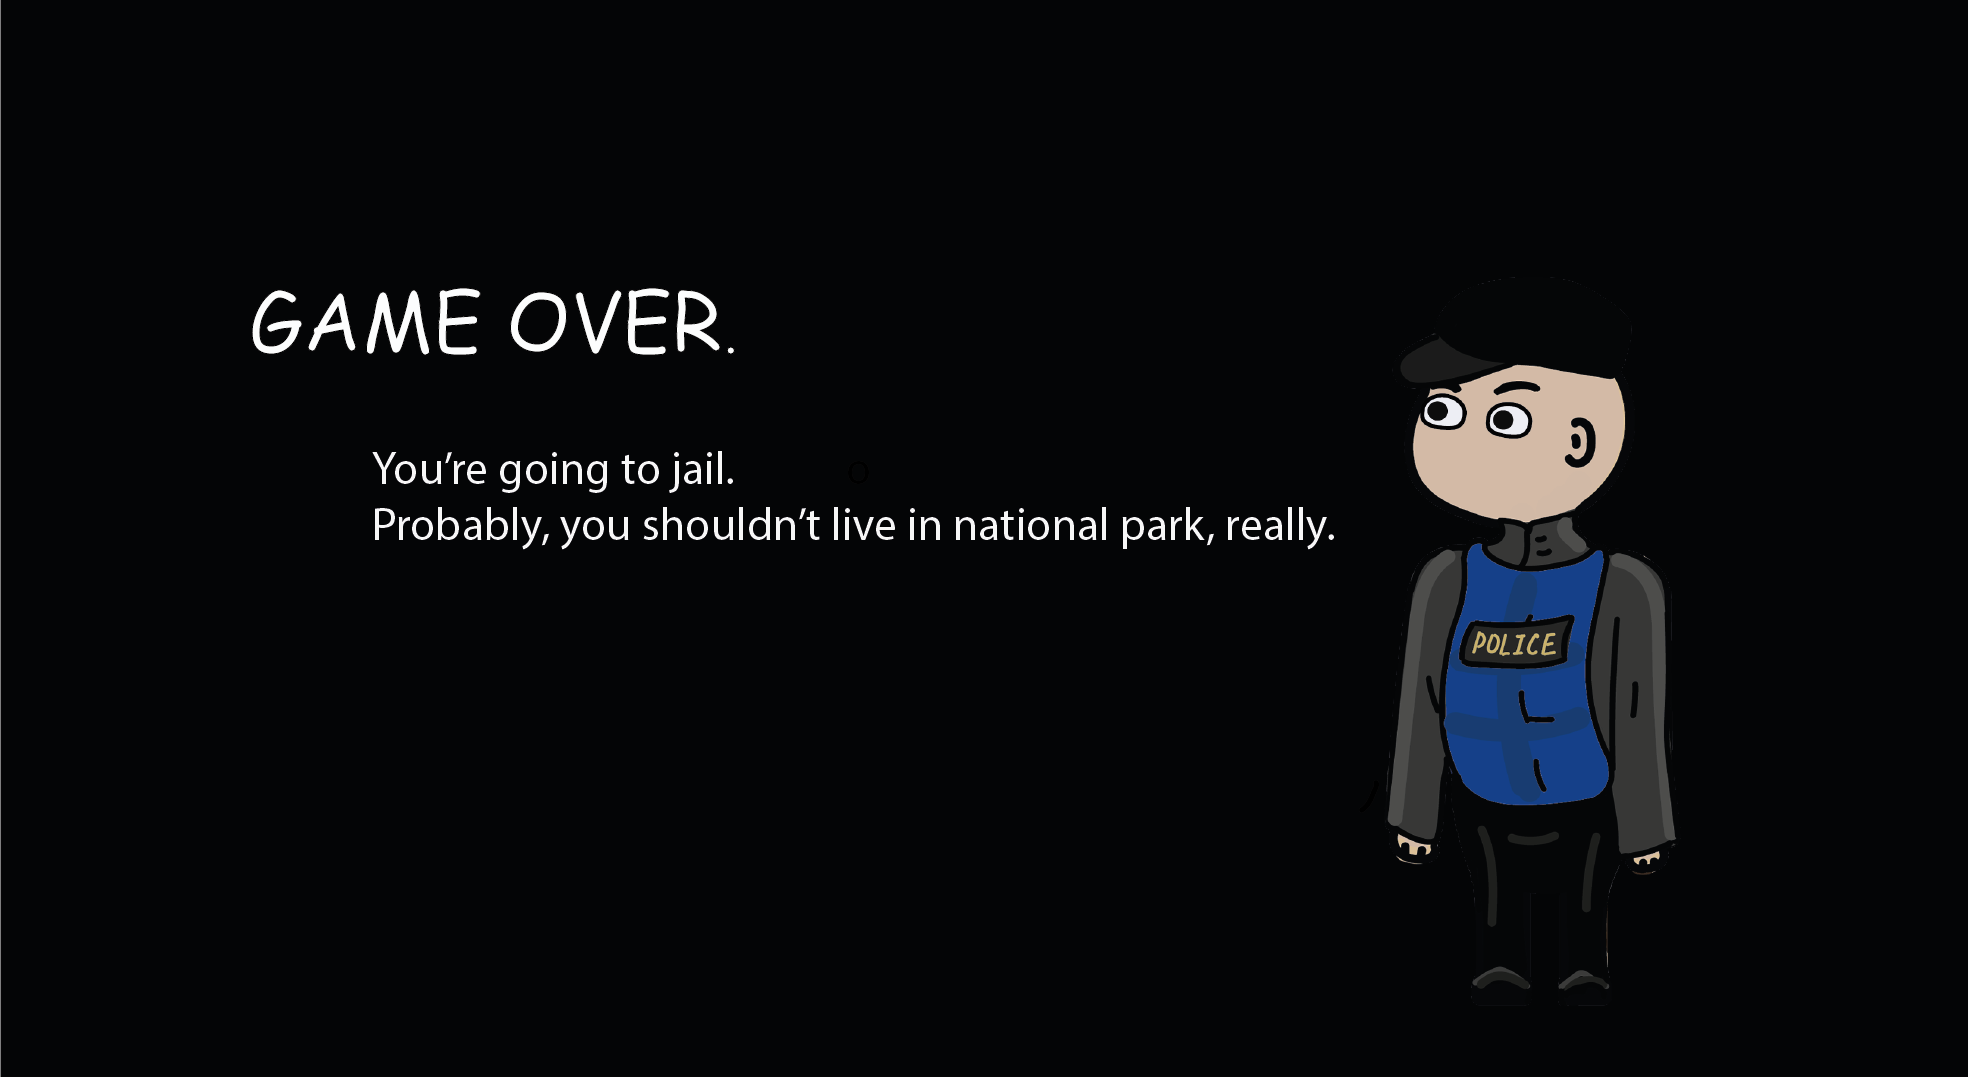 GAME OVER.
You’re going to jail.
Probably, you shouldn’t live in national park, really.
POLICE